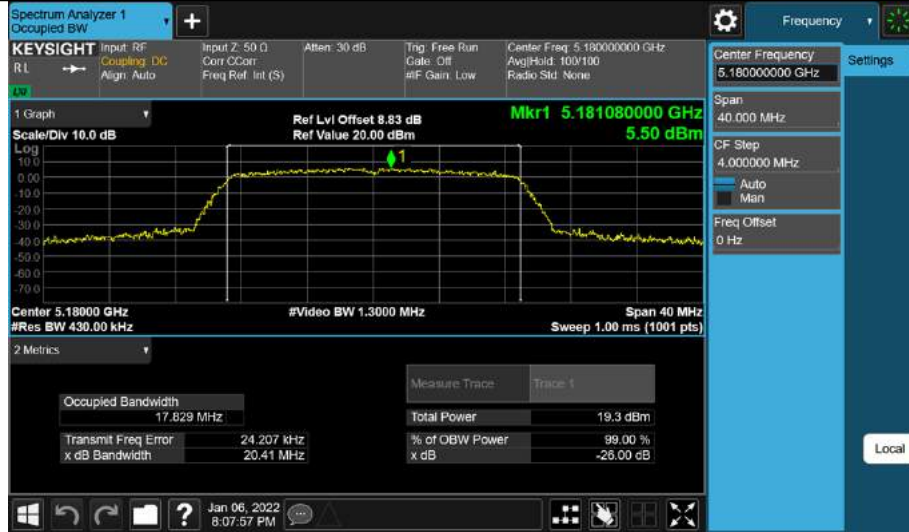 Spectrum Analyzer 1
Occupied BW
+
Frequency
KEYSIGHT
RL
Input: RF
Coupling: DC
Align: Auto
Input Z: 50 Ω
Corr CCorr
Freq Ref: Int (S)
Atten: 30 dB
Trig: Free Run
Gate: Off
#IF Gain: Low
Center Freq: 5.180000000 GHz
Avg|Hold: 100/100
Radio Std: None
Center Frequency
5.180000000 GHz
Settings
Span
40.000 MHz
CF Step
4.000000 MHz
Auto
Man
Freq Offset
0 Hz
Local
1 Graph
Scale/Div 10.0 dB
Ref Lvl Offset 8.83 dB
Ref Value 20.00 dBm
Mkr1 5.181080000 GHz
5.50 dBm
Log
10.0
0.00
-10.0
-20.0
-30.0
-40.0
-50.0
-60.0
-70.0
1
Center 5.18000 GHz
#Res BW 430.00 kHz
#Video BW 1.3000 MHz
Span 40 MHz
Sweep 1.00 ms (1001 pts)
2 Metrics
Measure Trace
Trace 1
Occupied Bandwidth
17.829 MHz
Total Power 19.3 dBm
Transmit Freq Error 24.207 kHz
% of OBW Power 99.00 %
x dB Bandwidth 20.41 MHz
x dB -26.00 dB
?
Jan 06, 2022
8:07:57 PM